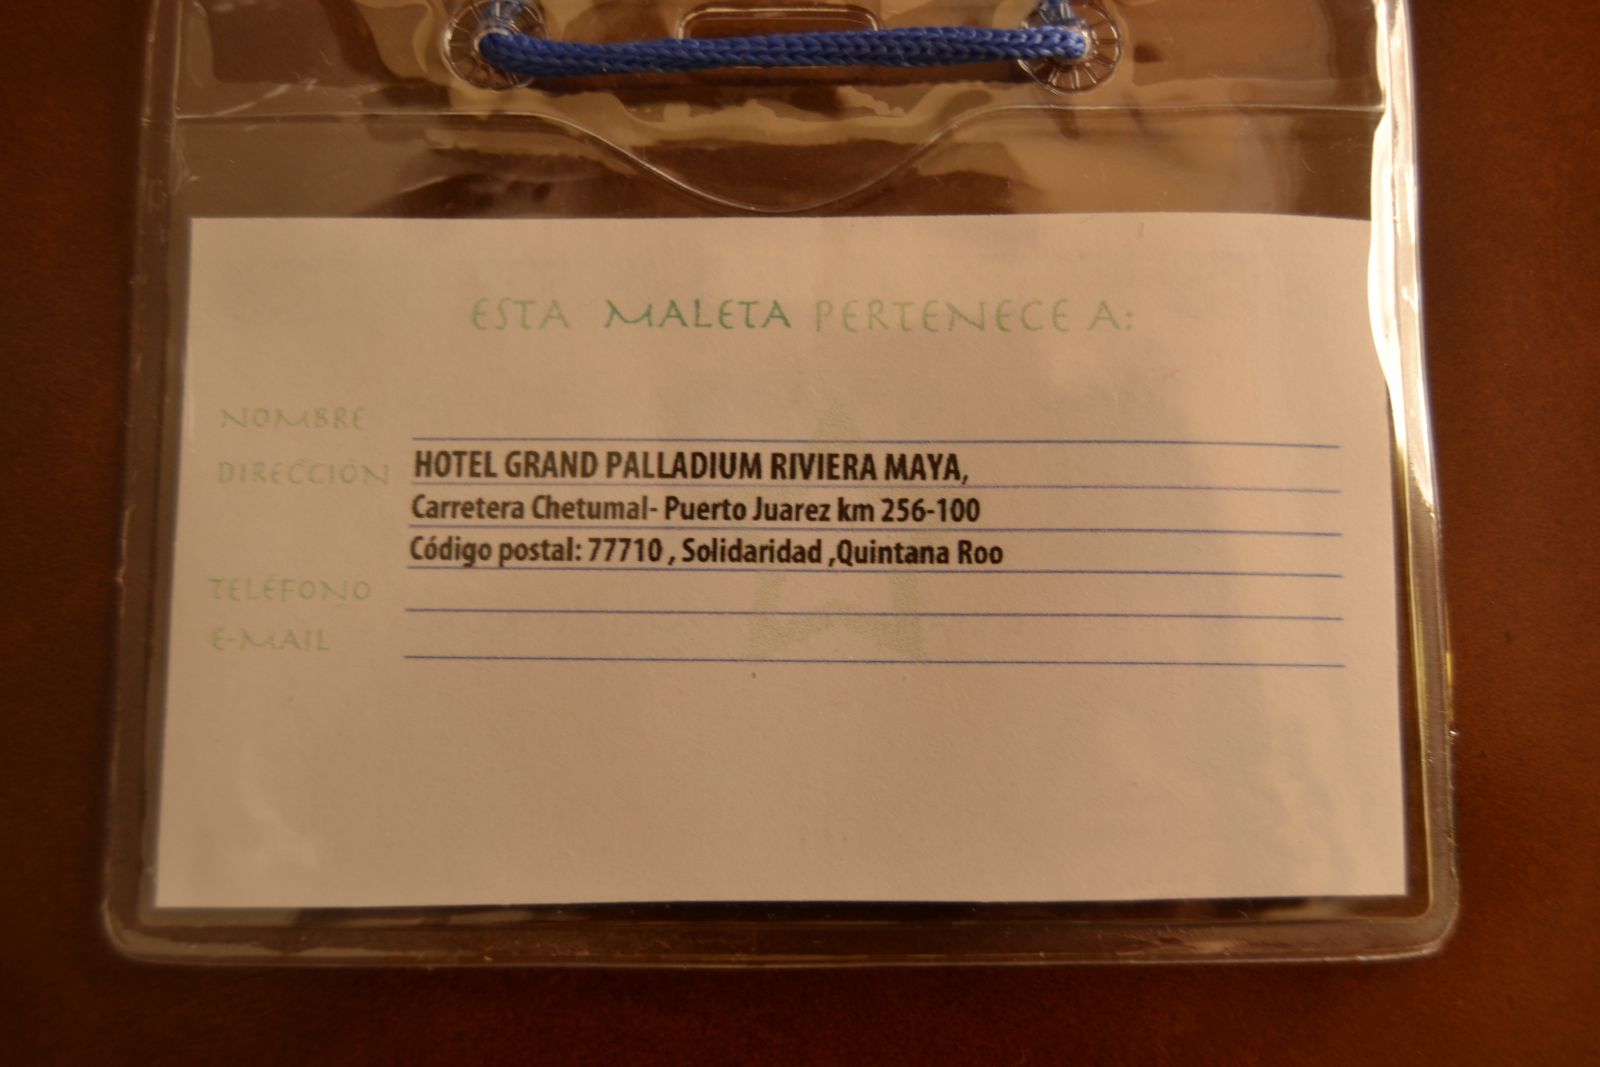 ESTA MALETA PERTENECE A:
NOMBRE
DIRECCIÓN HOTEL GRAND PALLADIUM RIVIERA MAYA,
Carretera Chetumal- Puerto Juarez km 256-100
Código postal: 77710 , Solidaridad ,Quintana Roo
TELÉFONO
E-MAIL